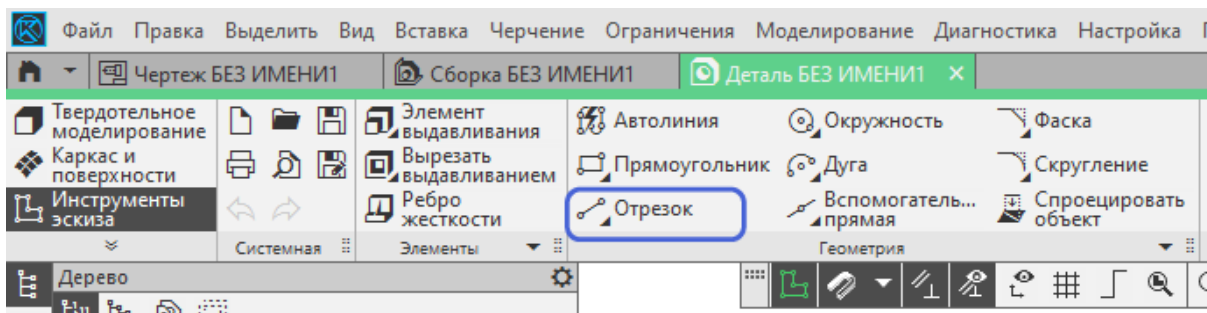 Файл Правка Выделить Вид Вставка Черчение Ограничения Моделирование Диагностика Настройка
Чертеж БЕЗ ИМЕНИ1 Сборка БЕЗ ИМЕНИ1 Деталь БЕЗ ИМЕНИ1
Твердотельное
моделирование
Каркас и
поверхности
Инструменты
эскиза
Системная
Элемент
выдавливания
Вырезать
выдавливанием
Ребро
жесткости
Элементы
Автолиния
Прямоугольник
Отрезок
Окружность
Дуга
Вспомогатель...
прямая
Фаска
Скругление
Спроецировать
объект
Геометрия
Дерево